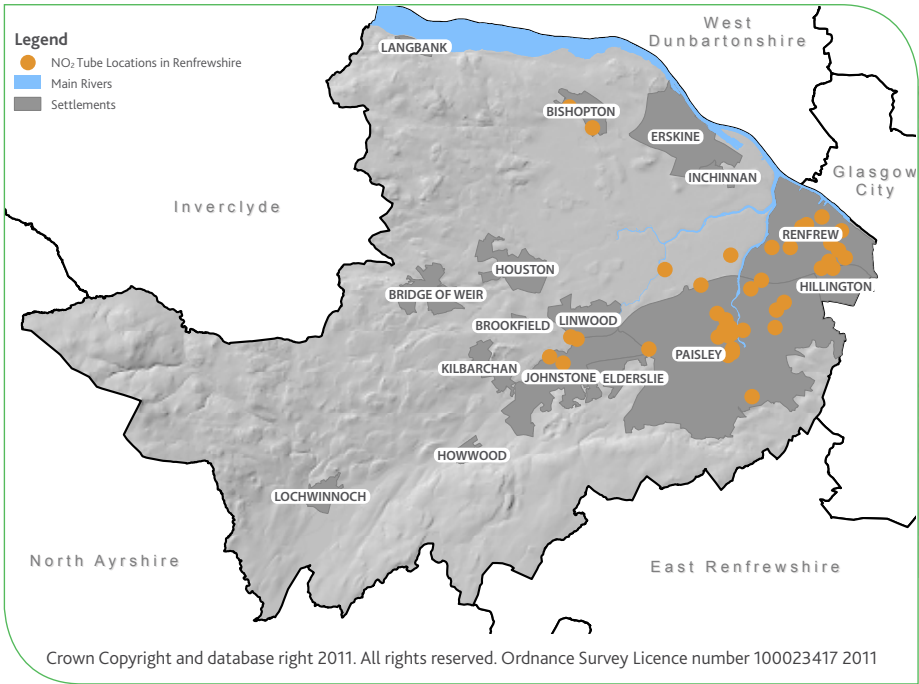 Legend
NO₂ Tube Locations in Renfrewshire
Main Rivers
Settlements
West
Dunbartonshire
LANGBANK
BISHOPTON
ERSKINE
INCHINNAN
Glasgow
City
Inverclyde
RENFREW
HOUSTON
HILLINGTON
BRIDGE OF WEIR
BROOKFIELD
LINWOOD
PAISLEY
KILBARCHAN
JOHNSTONE
ELDERSLIE
HOWWOOD
LOCHWINNOCH
North Ayrshire
East Renfrewshire
Crown Copyright and database right 2011. All rights reserved. Ordnance Survey Licence number 100023417 2011